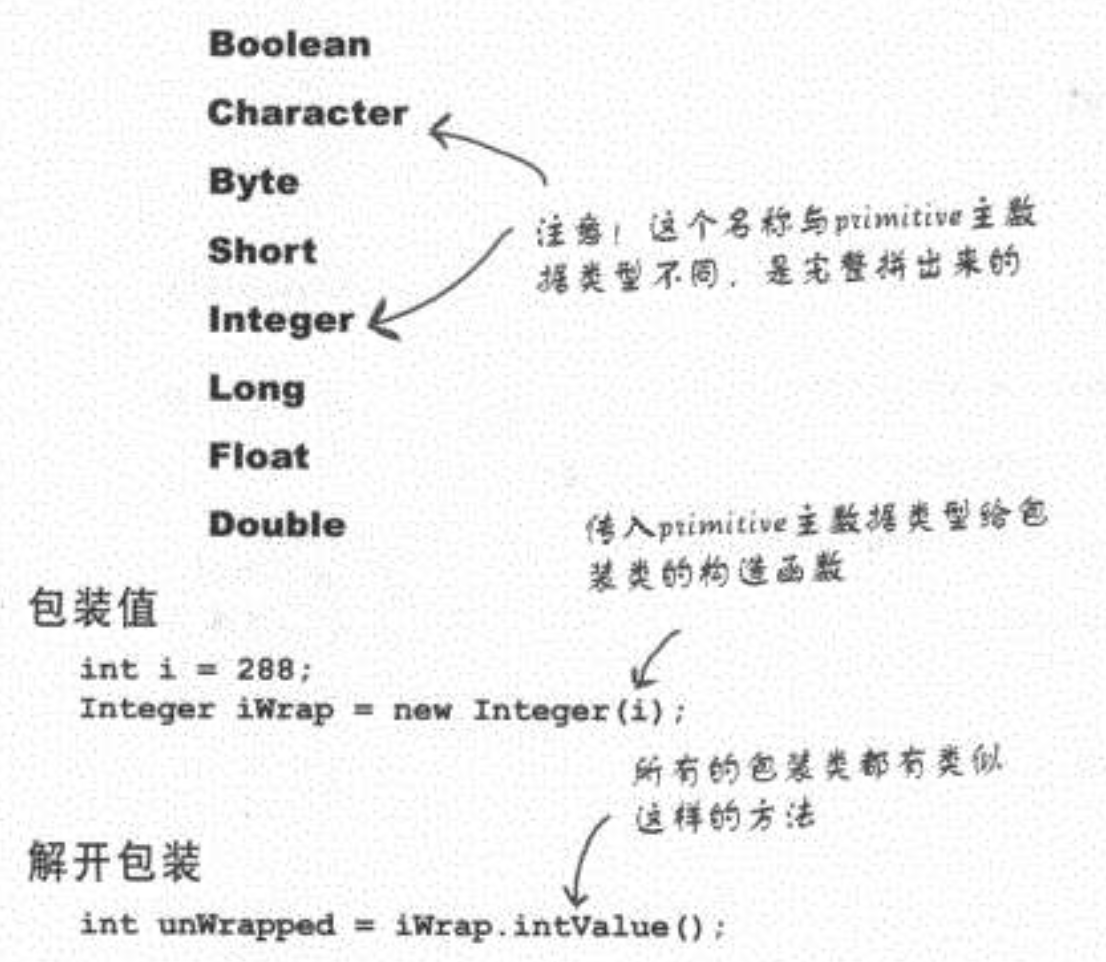 Boolean
Character
Byte
注意！这个名称与primitive主数
据类型不同，是完整拼出来的
Short
Integer
Long
Float
Double
传入primitive主数据类型给包
装类的构造函数
包装值
int i = 288;
Integer iWrap = new Integer(i);
所有的包装类都有类似
这样的方法
解开包装
int unWrapped = iWrap.intValue();